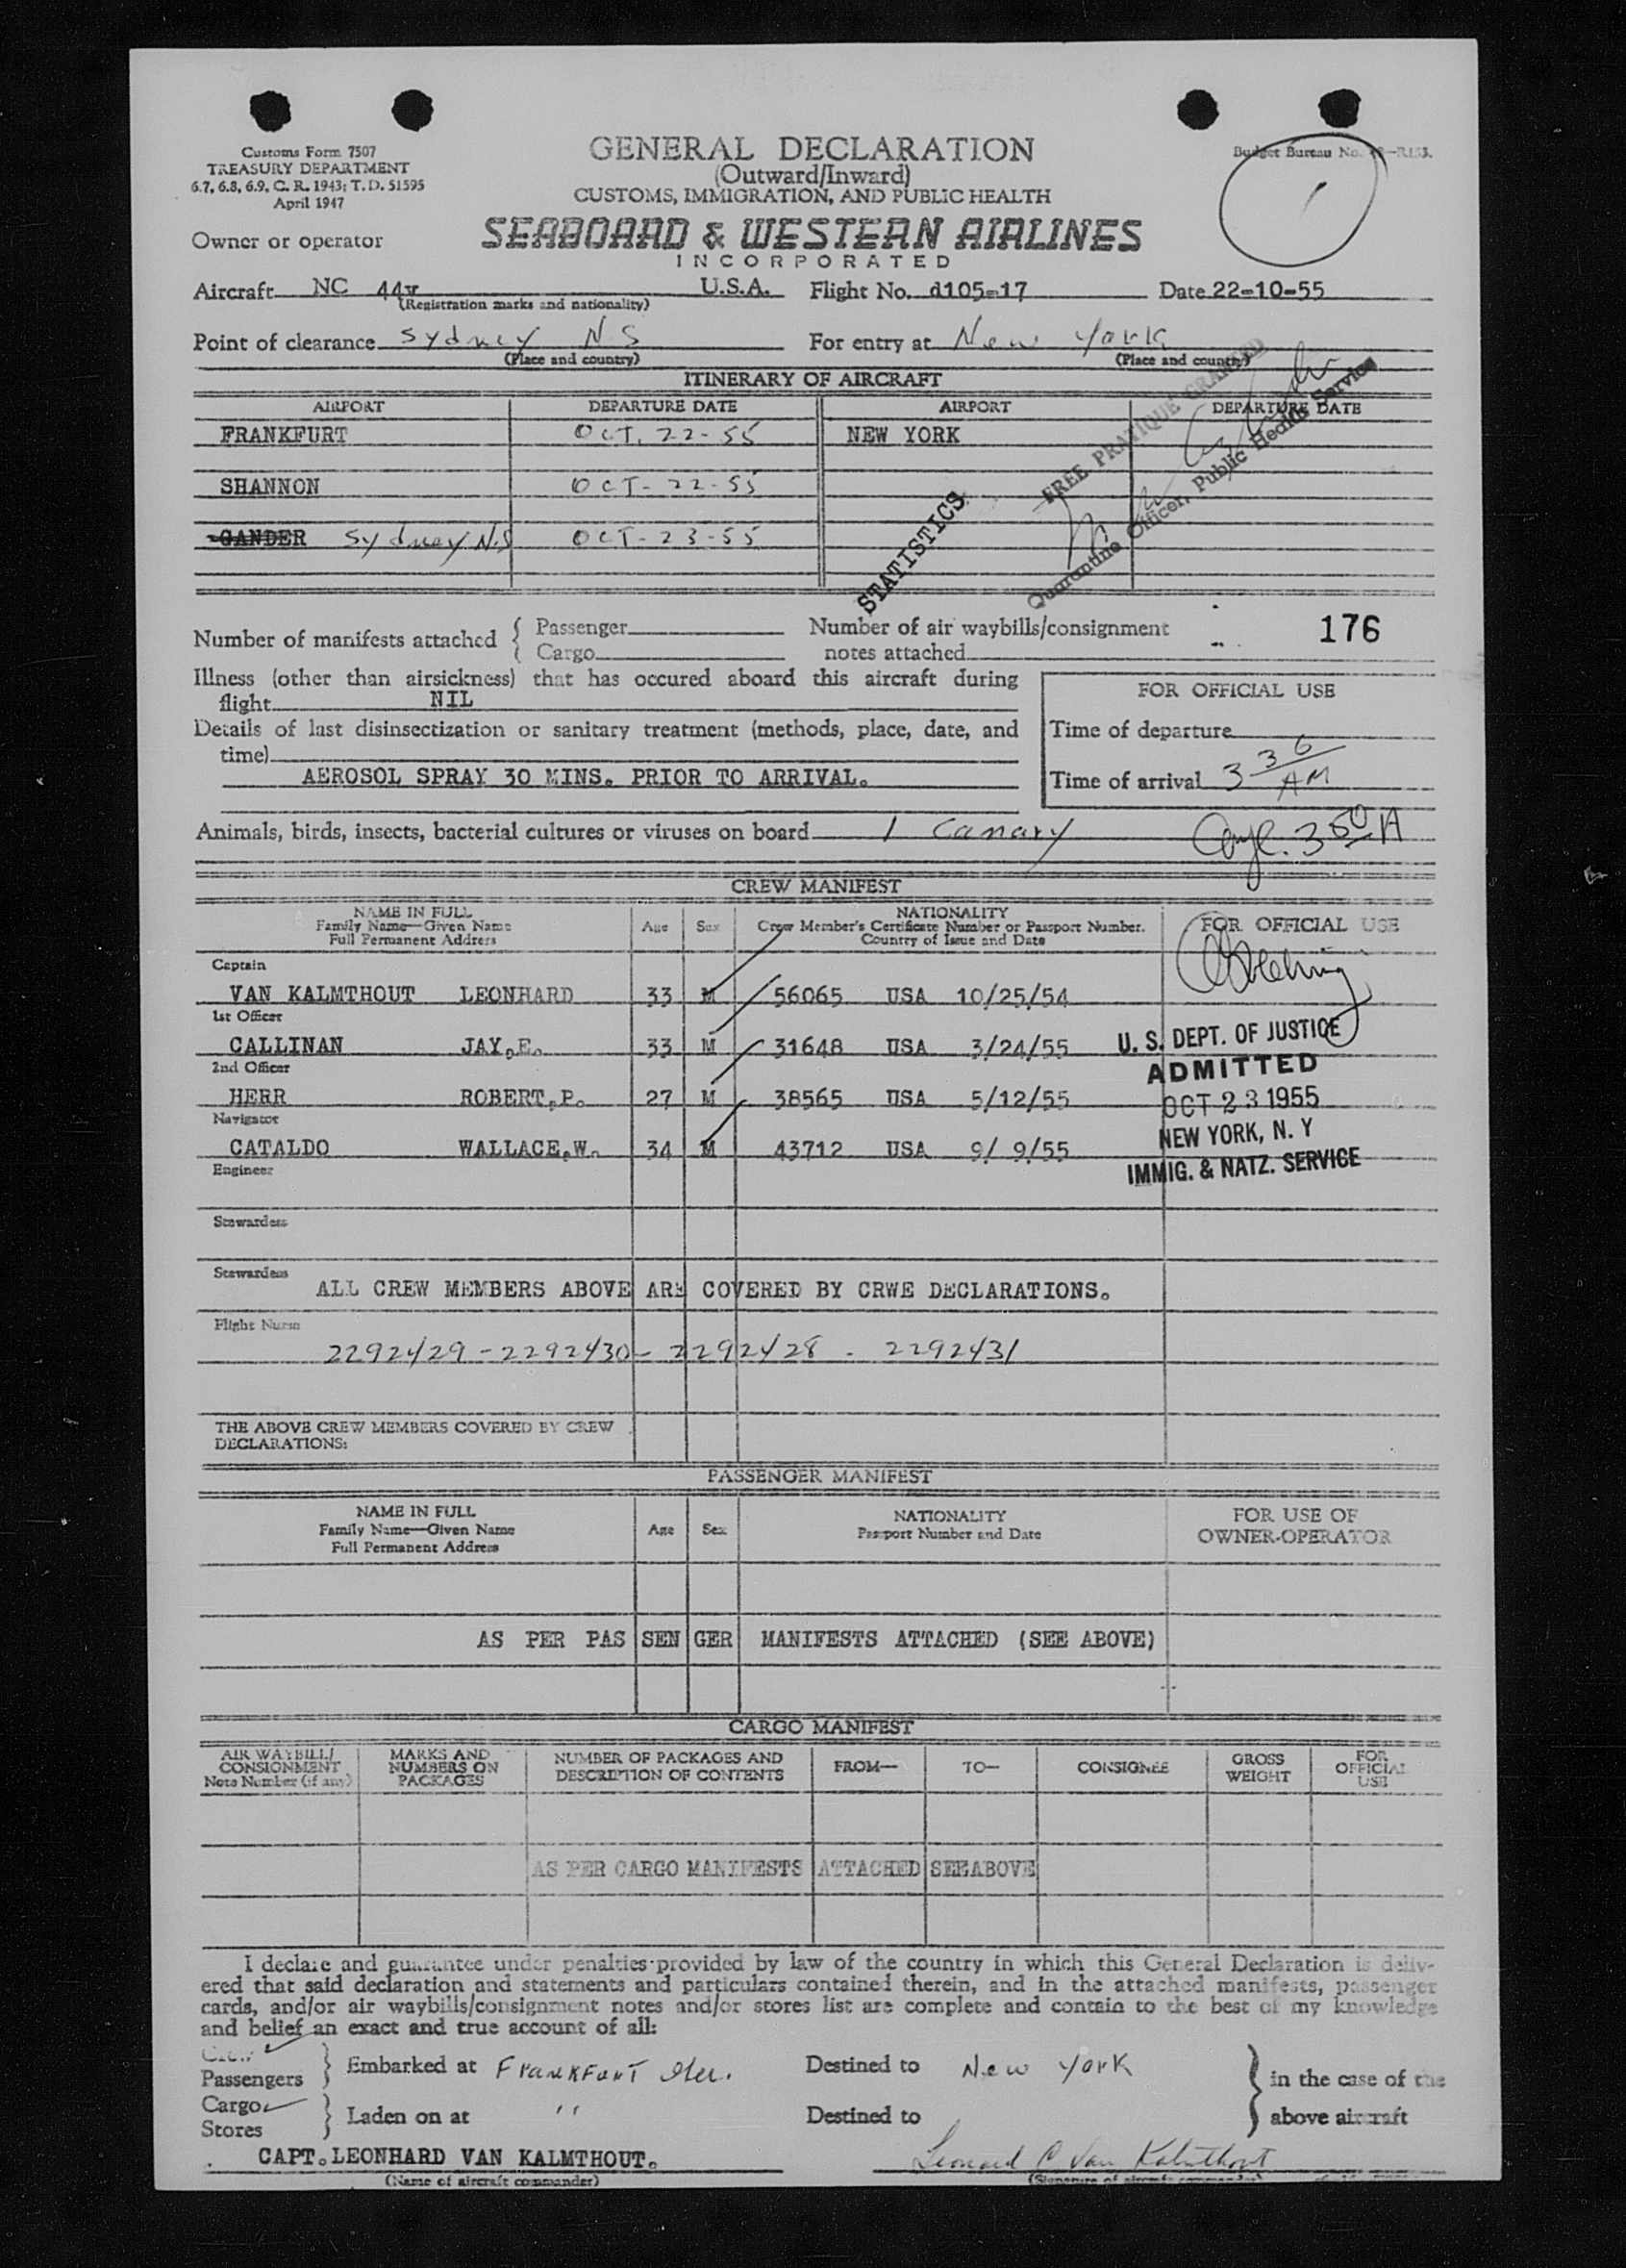 Customs Form 7507
TREASURY DEPARTMENT
6.7, 6.8, 6.9, C. R. 1943; T. D. 51595
April 1947
GENERAL DECLARATION
(Outward/Inward)
CUSTOMS, IMMIGRATION, AND PUBLIC HEALTH
Budget Bureau No.
Owner or operator
SEABOARD & WESTERN AIRLINES
INCORPORATED
Aircraft NC 44v U.S.A. Flight No. d105-17 Date 22-10-55
(Registration marks and nationality)
Point of clearance Sydney NS For entry at New York
(Place and country) (Place and country)
ITINERARY OF AIRCRAFT
AIRPORT DEPARTURE DATE AIRPORT DEPARTURE DATE
FRANKFURT OCT. 22-55 NEW YORK
SHANNON OCT-22-55
GANDER Sydney N.S OCT-23-55
STATISTICS
FREE PRATIQUE GRANTED
Quarantine Officer, Public Health Service
Number of manifests attached { Passenger
Cargo
Number of air waybills/consignment
notes attached
176
Illness (other than airsickness) that has occured aboard this aircraft during
flight NIL
Details of last disinsectization or sanitary treatment (methods, place, date, and
time)
AEROSOL SPRAY 30 MINS. PRIOR TO ARRIVAL.
FOR OFFICIAL USE
Time of departure
Time of arrival 3 36 AM
Animals, birds, insects, bacterial cultures or viruses on board 1 Canary
CREW MANIFEST
NAME IN FULL
Family Name—Given Name
Full Permanent Address
Age
Sex
NATIONALITY
Crew Member's Certificate Number or Passport Number.
Country of Issue and Date
FOR OFFICIAL USE
Captain
VAN KALMTHOUT LEONHARD 33 M 56065 USA 10/25/54
1st Officer
CALLINAN JAY,E. 33 M 31648 USA 3/24/55
2nd Officer
HERR ROBERT,P. 27 M 38565 USA 5/12/55
Navigator
CATALDO WALLACE,W. 34 M 43712 USA 9/ 9/55
Engineer
U. S. DEPT. OF JUSTICE
ADMITTED
OCT 23 1955
NEW YORK, N. Y
IMMIG. & NATZ. SERVICE
Stewardess
Stewardess
ALL CREW MEMBERS ABOVE ARE COVERED BY CRWE DECLARATIONS.
Flight Nurse
2292429 - 2292430 - 2292428 - 2292431
THE ABOVE CREW MEMBERS COVERED BY CREW
DECLARATIONS:
PASSENGER MANIFEST
NAME IN FULL
Family Name—Given Name
Full Permanent Address
Age
Sex
NATIONALITY
Passport Number and Date
FOR USE OF
OWNER-OPERATOR
AS PER PAS SEN GER MANIFESTS ATTACHED (SEE ABOVE)
CARGO MANIFEST
AIR WAYBILL/
CONSIGNMENT
Note Number (if any)
MARKS AND
NUMBERS ON
PACKAGES
NUMBER OF PACKAGES AND
DESCRIPTION OF CONTENTS
FROM—
TO—
CONSIGNEE
GROSS
WEIGHT
FOR
OFFICIAL
USE
AS PER CARGO MANIFESTS ATTACHED SEE ABOVE
I declare and guarantee under penalties provided by law of the country in which this General Declaration is deliv-
ered that said declaration and statements and particulars contained therein, and in the attached manifests, passenger
cards, and/or air waybills/consignment notes and/or stores list are complete and contain to the best of my knowledge
and belief an exact and true account of all:
Crew
Passengers } Embarked at Frankfurt Ger. Destined to New York } in the case of the
Cargo
Stores } Laden on at " Destined to above aircraft
CAPT. LEONHARD VAN KALMTHOUT. Leonard C Van Kalmthout
(Name of aircraft commander) (Signature of aircraft commander)